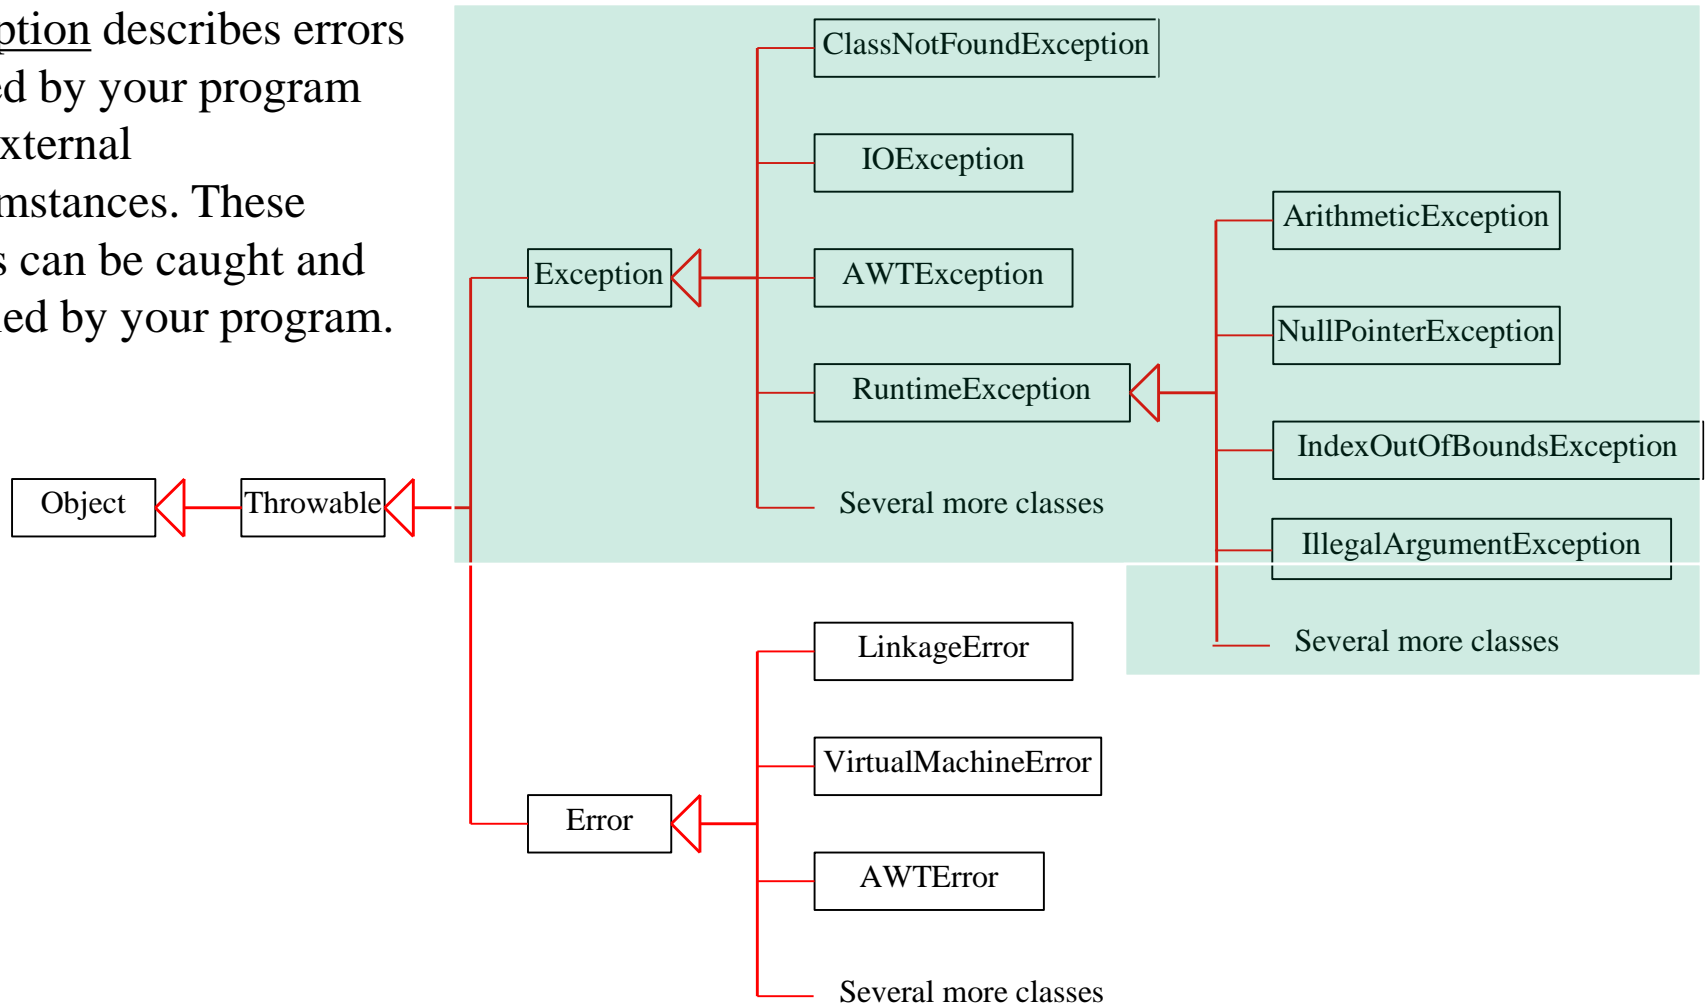 ption describes errors
ed by your program
xternal
mstances. These
s can be caught and
led by your program.
ClassNotFoundException
IOException
AWTException
RuntimeException
Several more classes
Exception
ArithmeticException
NullPointerException
IndexOutOfBoundsException
IllegalArgumentException
Several more classes
Object
Throwable
LinkageError
VirtualMachineError
Error
AWTError
Several more classes